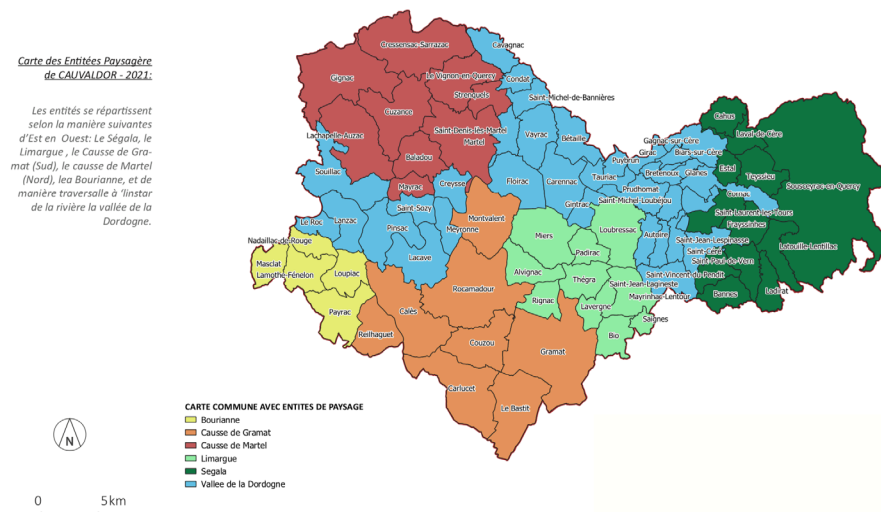 Carte des Entitées Paysagère
de CAUVALDOR - 2021:
Les entités se répartissent
selon la manière suivantes
d'Est en Ouest: Le Ségala, le
Limargue , le Causse de Gra-
mat (Sud), le causse de Martel
(Nord), lea Bourianne, et de
manière traversalle à 'linstar
de la rivière la vallée de la
Dordogne.
Cressensac-Sarrazac
Cavagnac
Gignac
Le Vignon-en-Quercy
Condat
Strenquels
Saint-Michel-de-Bannières
Cuzance
Cahus
Lachapelle-Auzac
Saint-Denis-lès-Martel
Martel
Vayrac
Bétaille
Gagnac-sur-Cère
Laval-de-Cère
Girac
Biars-sur-Cère
Baladou
Puybrun
Estal
Souillac
Floirac
Carennac
Tauriac
Bretenoux
Glanes
Teyssieu
Mayrac
Creysse
Prudhomat
Sousceyrac-en-Quercy
Cornac
Saint-Sozy
Gintrac
Saint-Michel-Loubéjou
Saint-Laurent-les-Tours
Le Roc
Lanzac
Montvalent
Frayssinhes
Pinsac
Meyronne
Loubressac
Autoire
Saint-Jean-Lespinasse
Nadaillac-de-Rouge
Miers
Saint-Céré
Latouille-Lentillac
Lacave
Padirac
Saint-Paul-de-Vern
Masclat
Lamothe-Fénelon
Loupiac
Alvignac
Thégra
Saint-Vincent-du-Pendit
Rocamadour
Saint-Jean-Lagineste
Ladirat
Rignac
Lavergne
Mayrinhac-Lentour
Bannes
Payrac
Calès
Saignes
Reilhaguet
Bio
Couzou
Gramat
Carlucet
Le Bastit
CARTE COMMUNE AVEC ENTITES DE PAYSAGE
Bourianne
Causse de Gramat
Causse de Martel
Limargue
Segala
Vallee de la Dordogne
N
0 5km